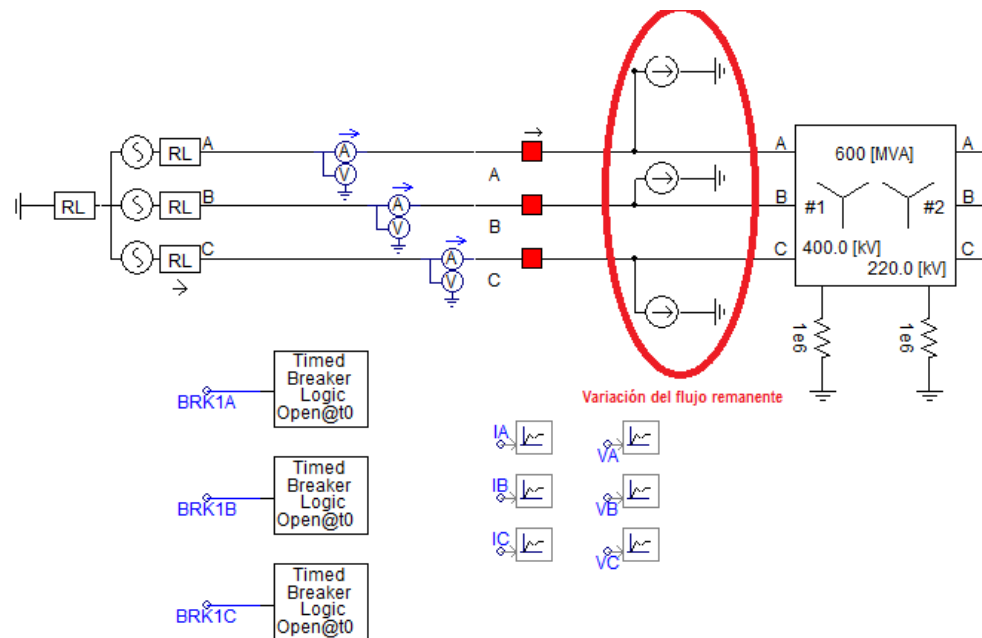 A
A
600 [MVA]
A
RL
A
A
V
A
RL
RL
B
A
V
B
B
#1
#2
B
RL
C
A
V
C
C
400.0 [kV]
220.0 [kV]
C
1e6
1e6
Timed
Breaker
Logic
Open@t0
BRK1A
Variación del flujo remanente
IA
VA
Timed
Breaker
Logic
Open@t0
BRK1B
IB
VB
IC
VC
Timed
Breaker
Logic
Open@t0
BRK1C